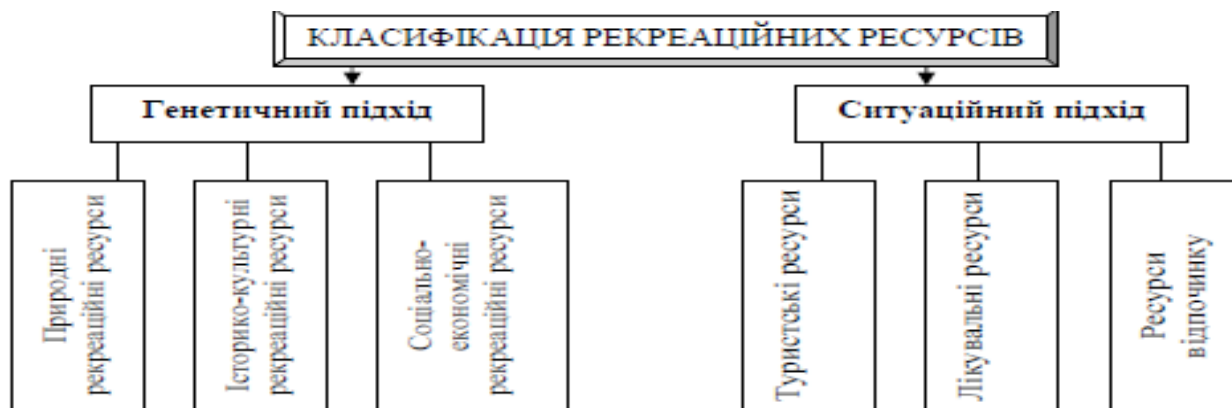 КЛАСИФІКАЦІЯ РЕКРЕАЦІЙНИХ РЕСУРСІВ
Генетичний підхід
Ситуаційний підхід
Природні
рекреаційні ресурси
Історико-культурні
рекреаційні ресурси
Соціально-
економічні
рекреаційні ресурси
Туристські ресурси
Лікувальні ресурси
Ресурси
відпочинку